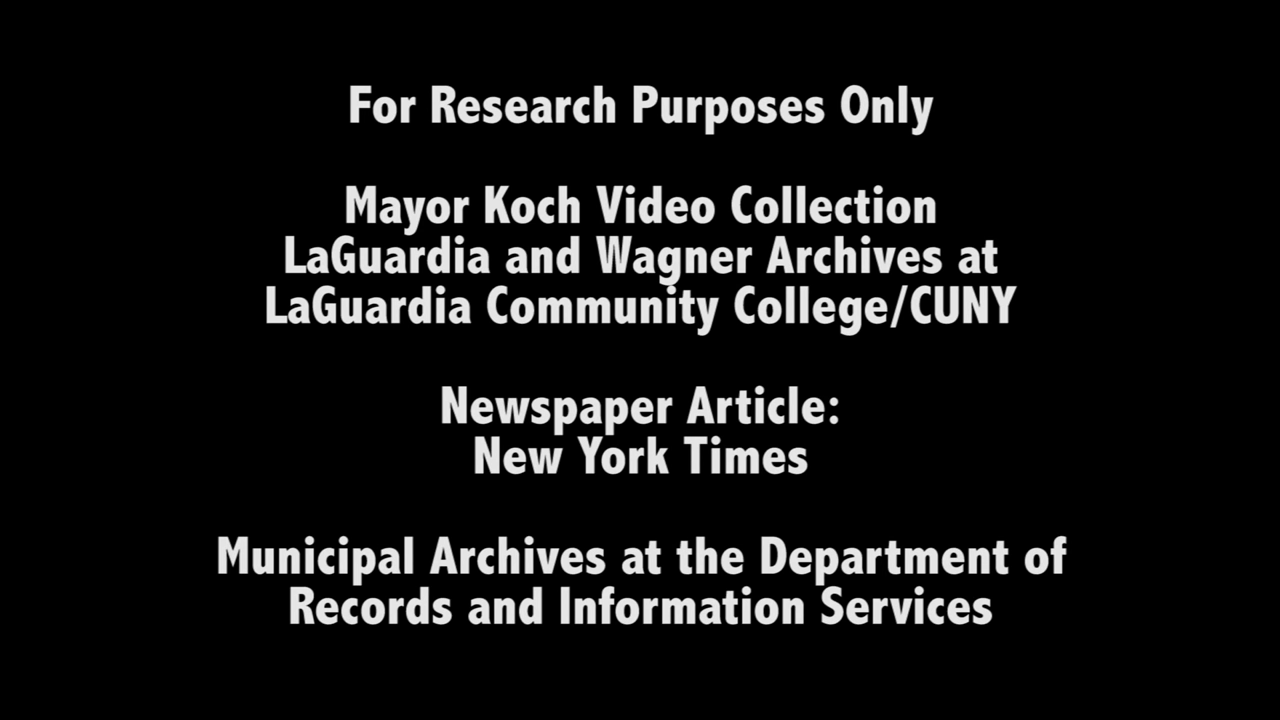 For Research Purposes Only
Mayor Koch Video Collection
LaGuardia and Wagner Archives at
LaGuardia Community College/CUNY
Newspaper Article:
New York Times
Municipal Archives at the Department of
Records and Information Services